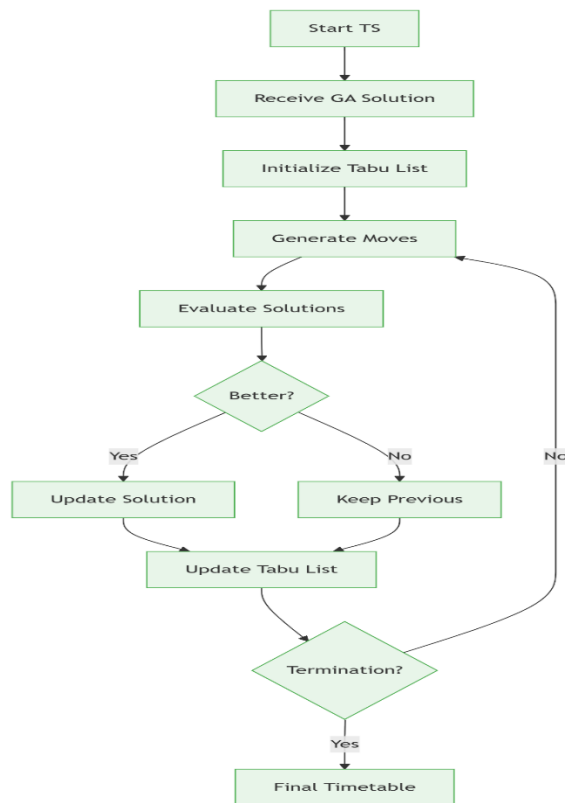 Start TS
Receive GA Solution
Initialize Tabu List
Generate Moves
Evaluate Solutions
Better?
Yes
No
No
Update Solution
Keep Previous
Update Tabu List
Termination?
Yes
Final Timetable